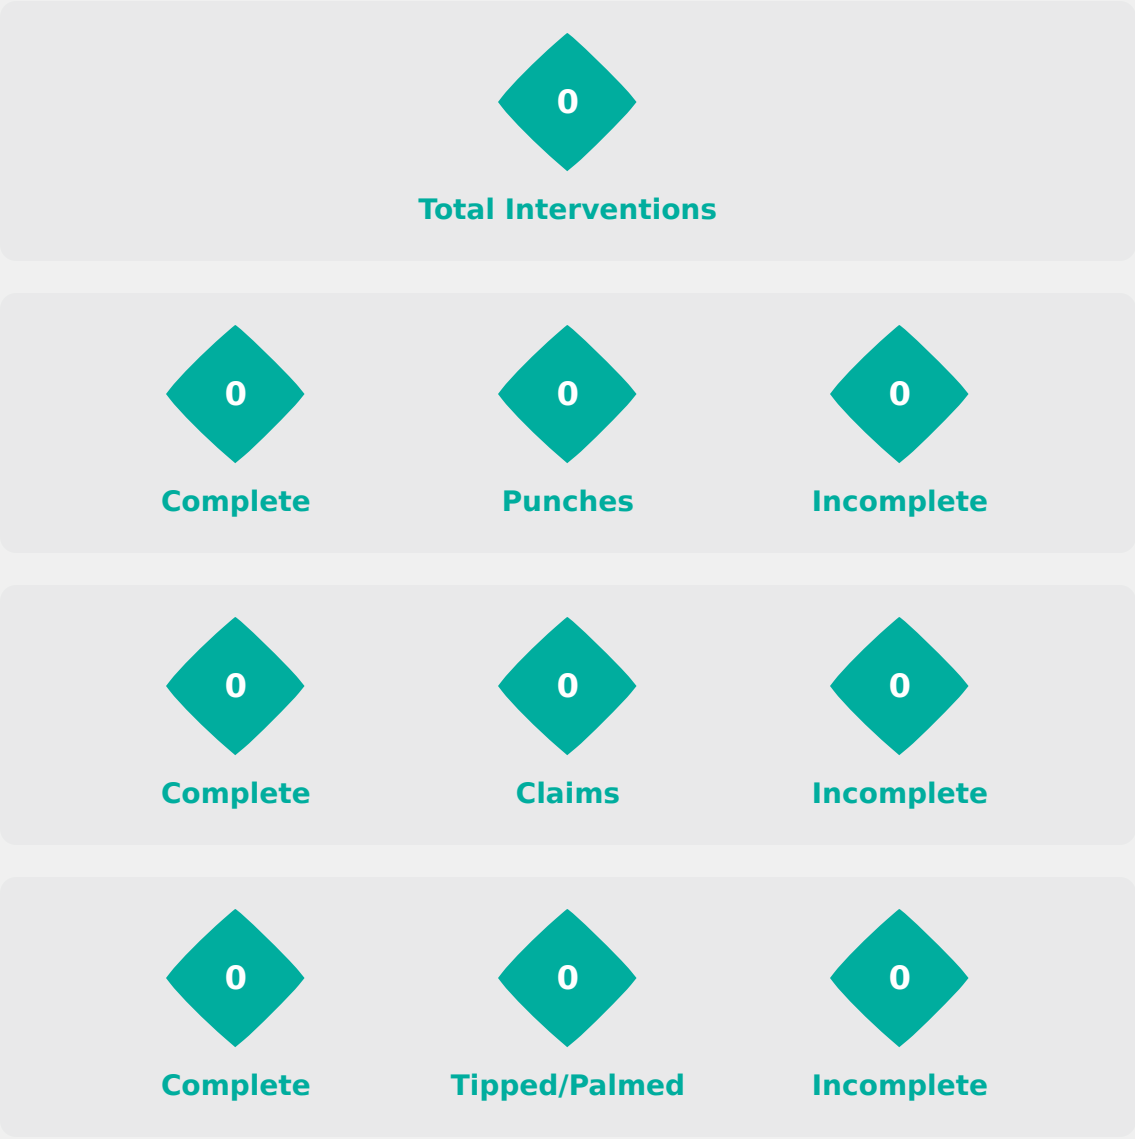 0
Total Interventions
0 0 0
Complete Punches Incomplete
0 0 0
Complete Claims Incomplete
0 0 0
Complete Tipped/Palmed Incomplete